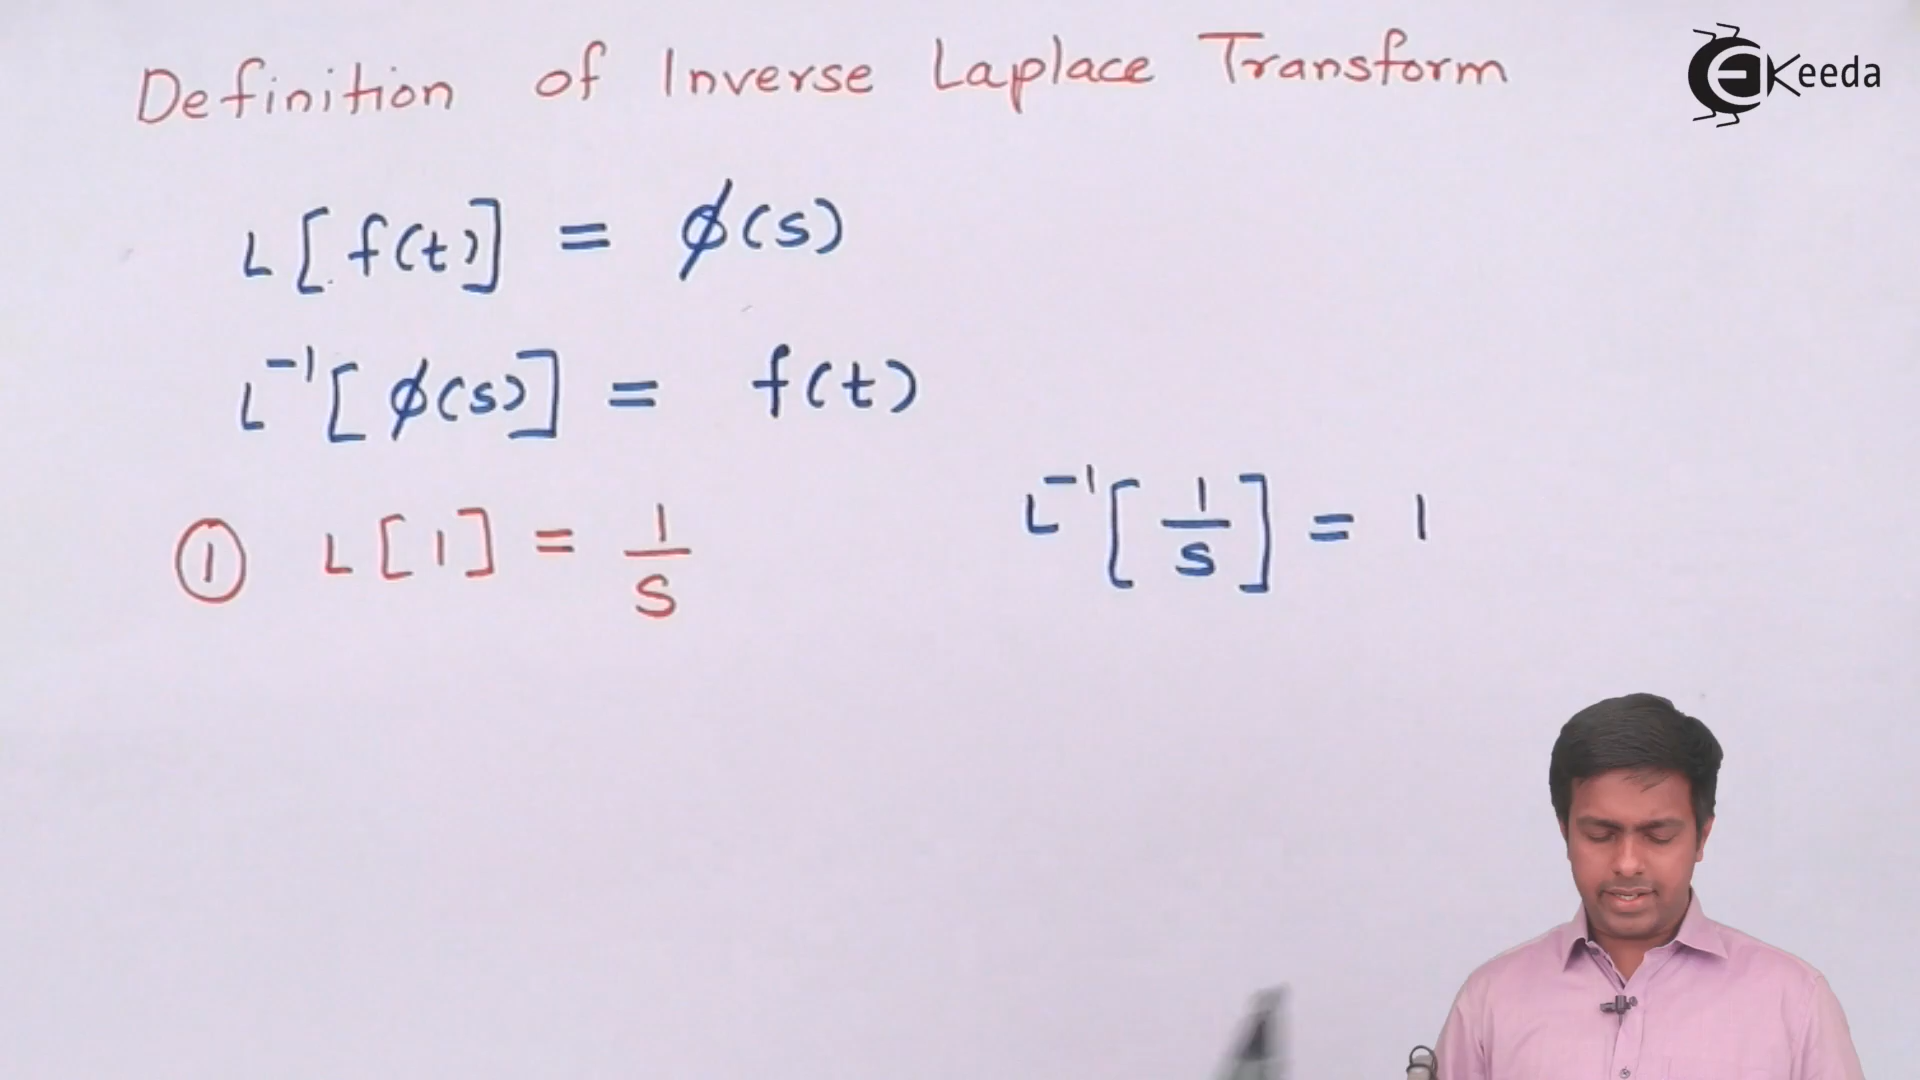 Definition of Inverse Laplace Transform
EKeeda
L[f(t)] = ϕ(s)
L⁻¹[ϕ(s)] = f(t)
① L[1] = 1/s
L⁻¹[1/s] = 1